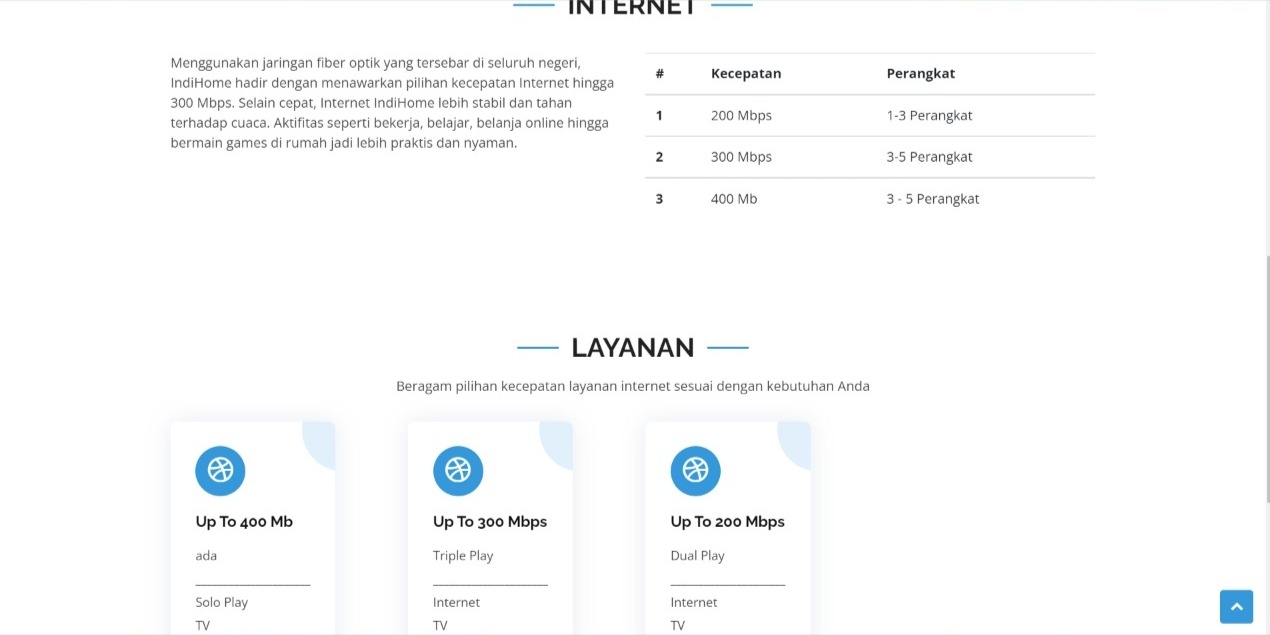 INTERNET
Menggunakan jaringan fiber optik yang tersebar di seluruh negeri,
IndiHome hadir dengan menawarkan pilihan kecepatan Internet hingga
300 Mbps. Selain cepat, Internet IndiHome lebih stabil dan tahan
terhadap cuaca. Aktifitas seperti bekerja, belajar, belanja online hingga
bermain games di rumah jadi lebih praktis dan nyaman.
# Kecepatan Perangkat
1 200 Mbps 1-3 Perangkat
2 300 Mbps 3-5 Perangkat
3 400 Mb 3 - 5 Perangkat
LAYANAN
Beragam pilihan kecepatan layanan internet sesuai dengan kebutuhan Anda
Up To 400 Mb
ada
Solo Play
TV
Up To 300 Mbps
Triple Play
Internet
TV
Up To 200 Mbps
Dual Play
Internet
TV